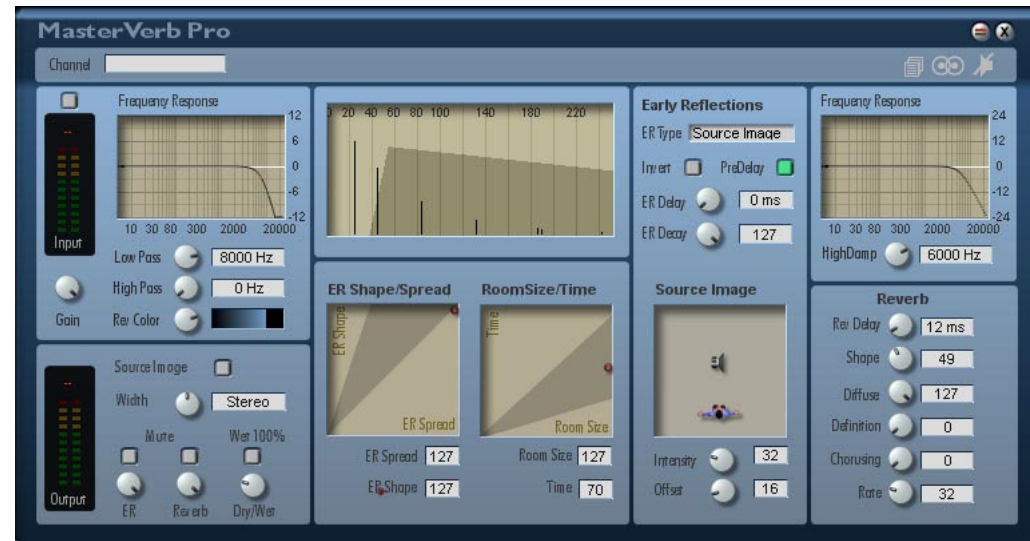 MasterVerb Pro
Channel
Frequency Response
12
6
0
-6
-12
10 30 80 300 2000 20000
Input
--
Low Pass 8000 Hz
High Pass 0 Hz
Rev Color
Gain
0 20 40 60 80 100 140 180 220
Early Reflections
ER Type Source Image
Invert PreDelay
ER Delay 0 ms
ER Decay 127
Frequency Response
24
12
0
-12
-24
10 30 80 300 2000 20000
HighDamp 6000 Hz
SourceImage
Width Stereo
Mute Wet 100%
ER Reverb Dry/Wet
--
Output
ER Shape/Spread
ER Shape
ER Spread
ER Spread 127
ER Shape 127
RoomSize/Time
Time
Room Size
Room Size 127
Time 70
Source Image
Intensity 32
Offset 16
Reverb
Rev Delay 12 ms
Shape 49
Diffuse 127
Definition 0
Chorusing 0
Rate 32